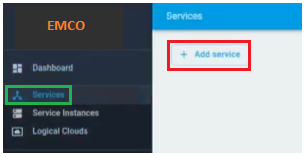 EMCO
Services
+ Add service
Dashboard
Services
Service Instances
Logical Clouds